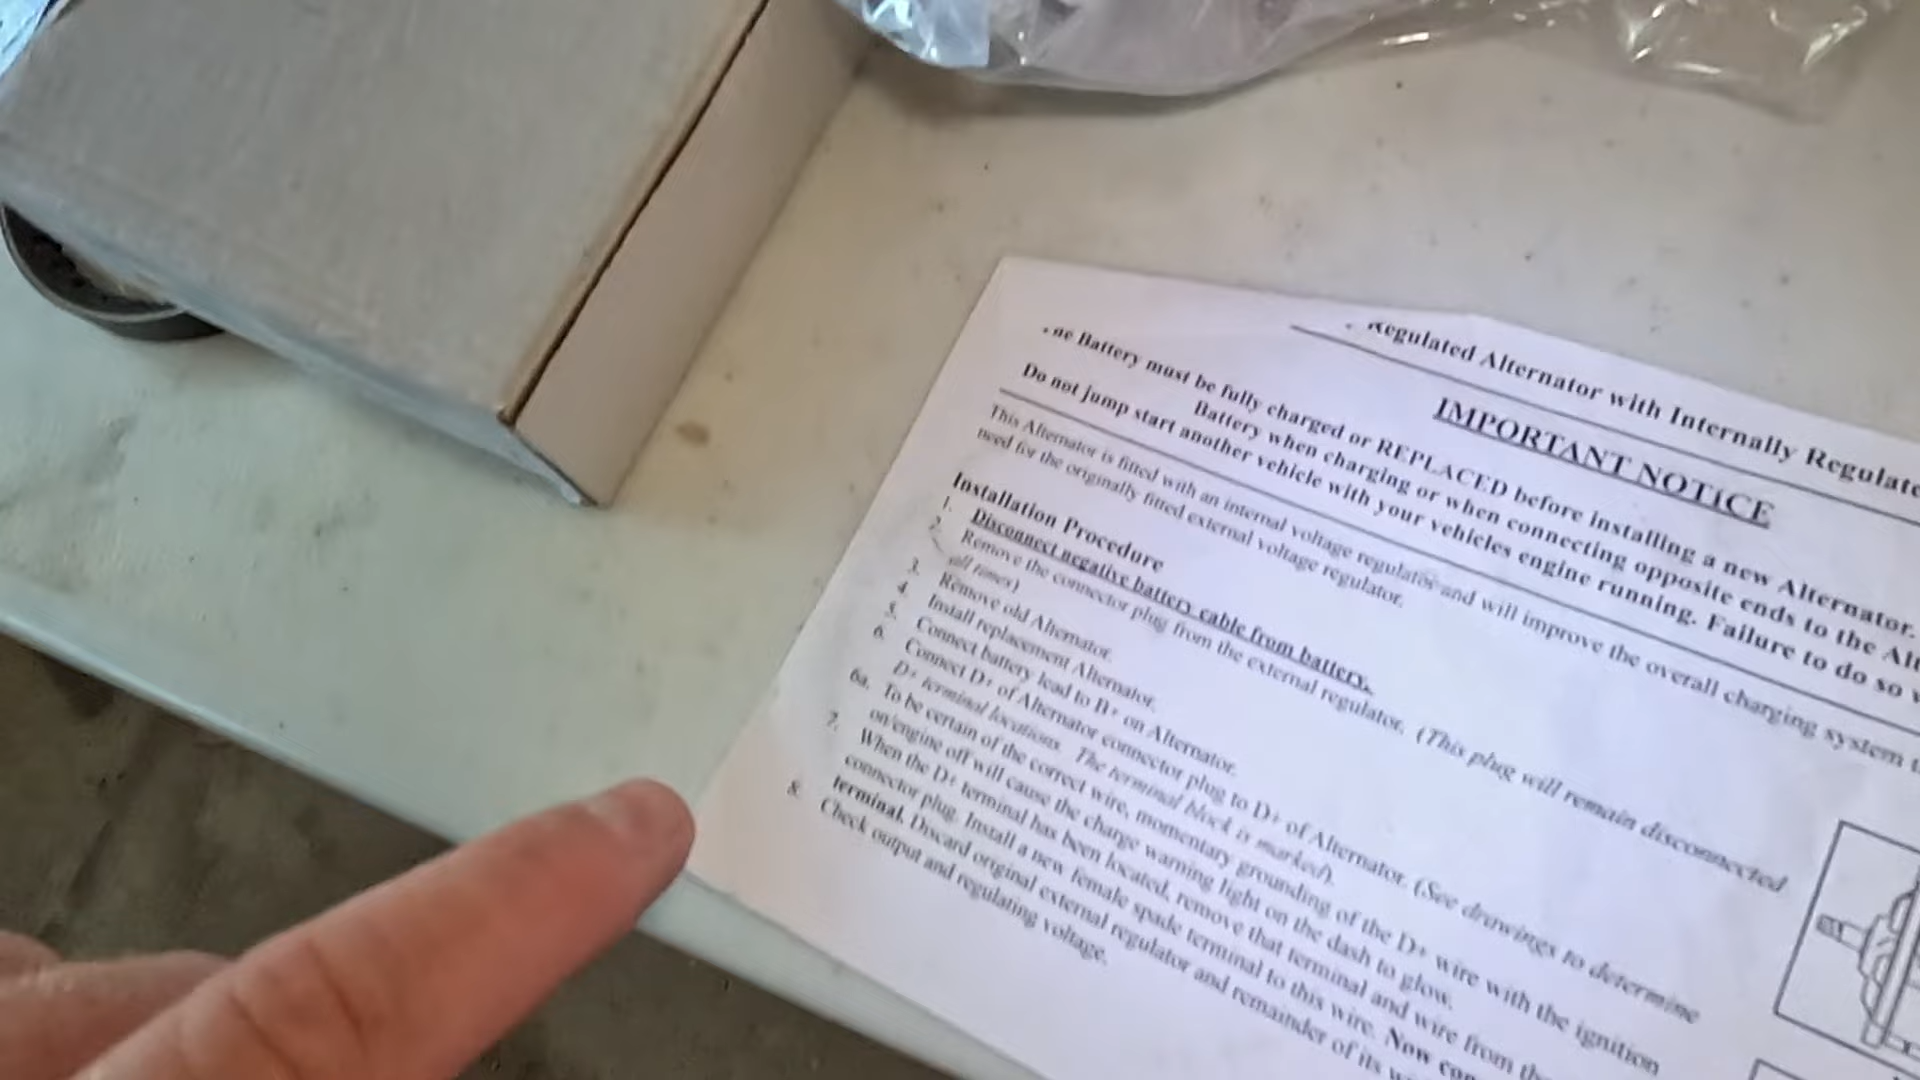 Regulated Alternator with Internally
IMPORTANT NOTICE
Battery must be fully charged or REPLACED before installing a new Alternator.
Battery when charging or when connecting opposite ends to the
Do not jump start another vehicle with your vehicles engine running. Failure to do so
This Alternator is fitted with an internal voltage regulator and will improve the overall charging system
need for the originally fitted external voltage regulator.
Installation Procedure
1. Disconnect negative battery cable from battery.
2. Remove the connector plug from the external regulator. (This plug will remain disconnected
all times)
3. Remove old Alternator.
4. Install replacement Alternator.
5. Connect battery lead to B+ on Alternator.
6. Connect D+ of Alternator connector plug to D+ of Alternator. (See drawings to determine
D+ terminal locations. The terminal block is marked).
6a. To be certain of the correct wire, momentary grounding of the D+ wire with the ignition
on/engine off will cause the charge warning light on the dash to glow.
7. When the D+ terminal has been located, remove that terminal and wire from the
connector plug. Install a new female spade terminal to this wire. Now
terminal. Discard original external regulator and remainder of its
8. Check output and regulating voltage.